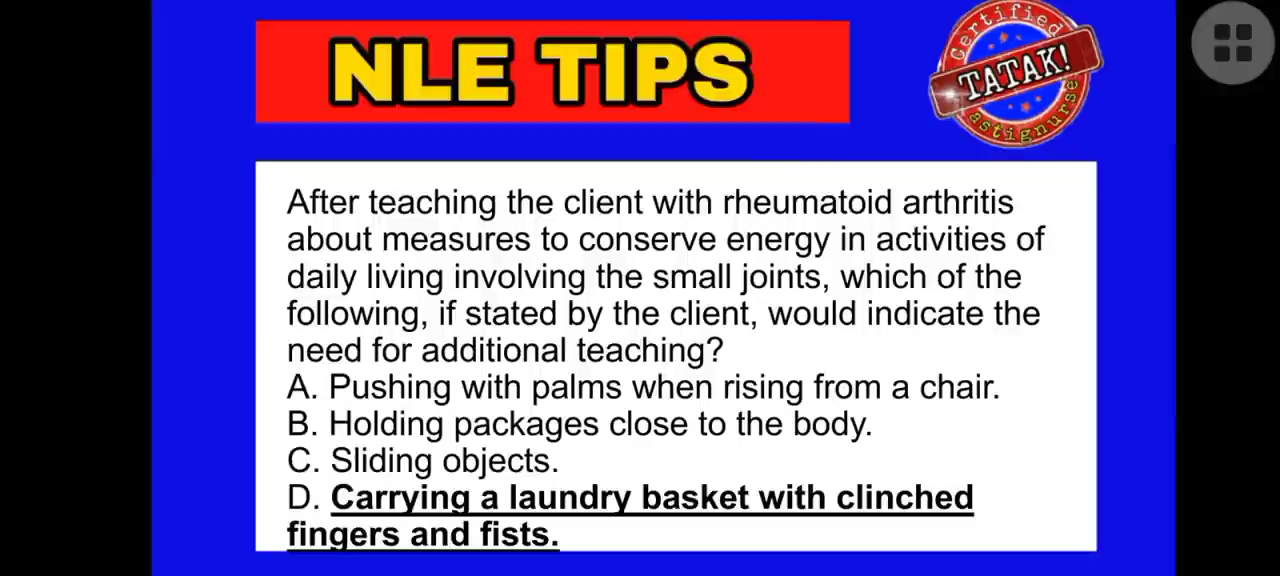 NLE TIPS
Certified
TATAK!
astignurse
After teaching the client with rheumatoid arthritis
about measures to conserve energy in activities of
daily living involving the small joints, which of the
following, if stated by the client, would indicate the
need for additional teaching?
A. Pushing with palms when rising from a chair.
B. Holding packages close to the body.
C. Sliding objects.
D. Carrying a laundry basket with clinched
fingers and fists.